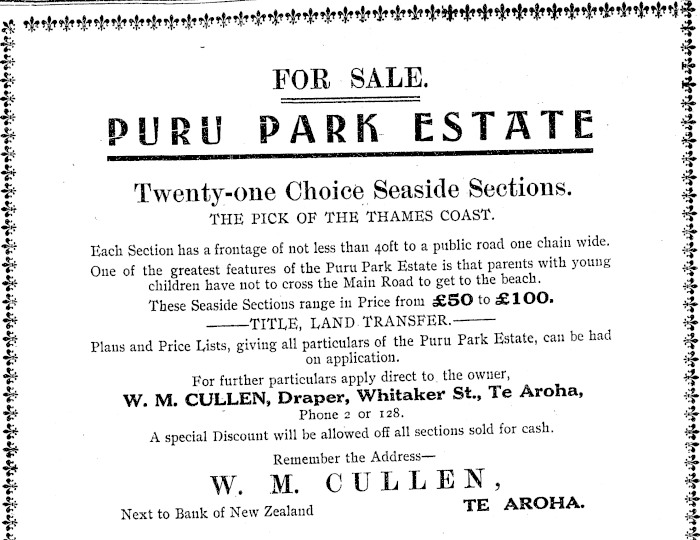 FOR SALE.
PURU PARK ESTATE
Twenty-one Choice Seaside Sections.
THE PICK OF THE THAMES COAST.
Each Section has a frontage of not less than 40ft to a public road one chain wide.
One of the greatest features of the Puru Park Estate is that parents with young
children have not to cross the Main Road to get to the beach.
These Seaside Sections range in Price from £50 to £100.
——TITLE, LAND TRANSFER.——
Plans and Price Lists, giving all particulars of the Puru Park Estate, can be had
on application.
For further particulars apply direct to the owner,
W. M. CULLEN, Draper, Whitaker St., Te Aroha,
Phone 2 or 128.
A special Discount will be allowed off all sections sold for cash.
Remember the Address—
W. M. CULLEN,
Next to Bank of New Zealand TE AROHA.